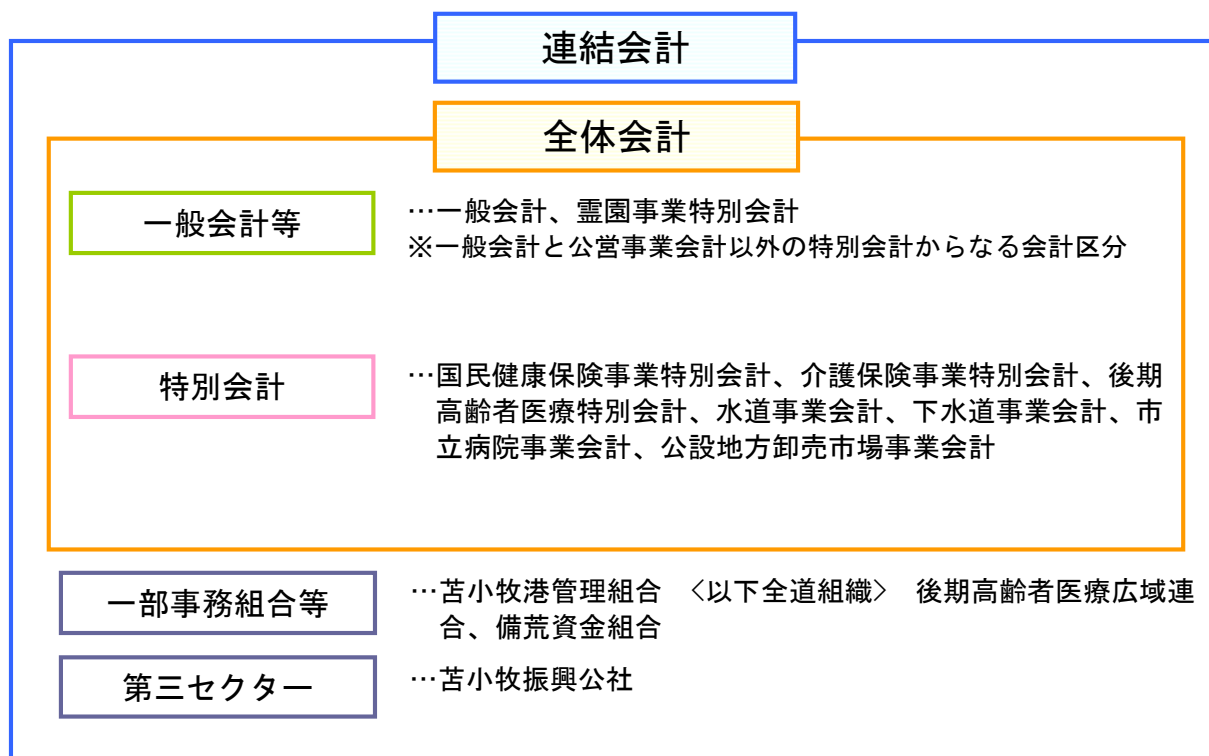 連結会計
全体会計
一般会計等
…一般会計、霊園事業特別会計
※一般会計と公営事業会計以外の特別会計からなる会計区分
特別会計
…国民健康保険事業特別会計、介護保険事業特別会計、後期
高齢者医療特別会計、水道事業会計、下水道事業会計、市
立病院事業会計、公設地方卸売市場事業会計
一部事務組合等
…苫小牧港管理組合　〈以下全道組織〉　後期高齢者医療広域連
合、備荒資金組合
第三セクター
…苫小牧振興公社